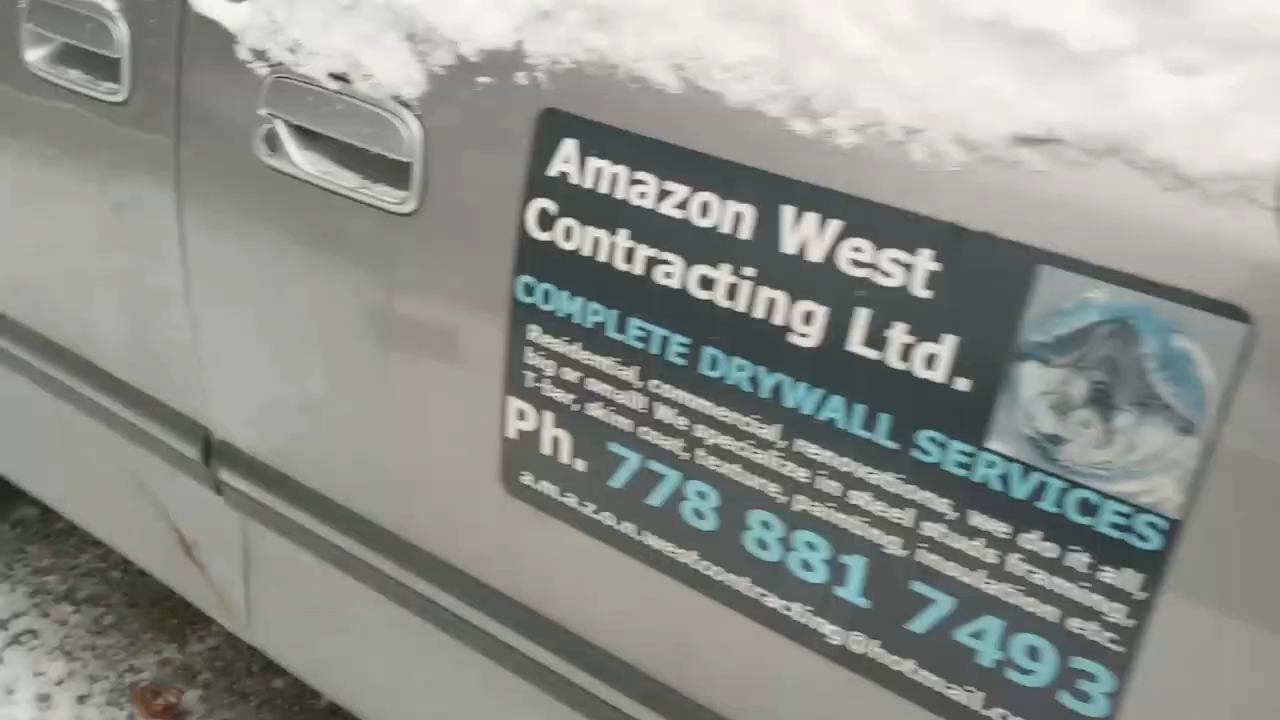 Amazon West
Contracting Ltd.
COMPLETE DRYWALL SERVICES
Residential, commercial, renovations, we do it all,
big or small! We specialize in steel studs framing,
T-bar, skim coat, texture, painting, insulation etc.
Ph. 778 881 7493